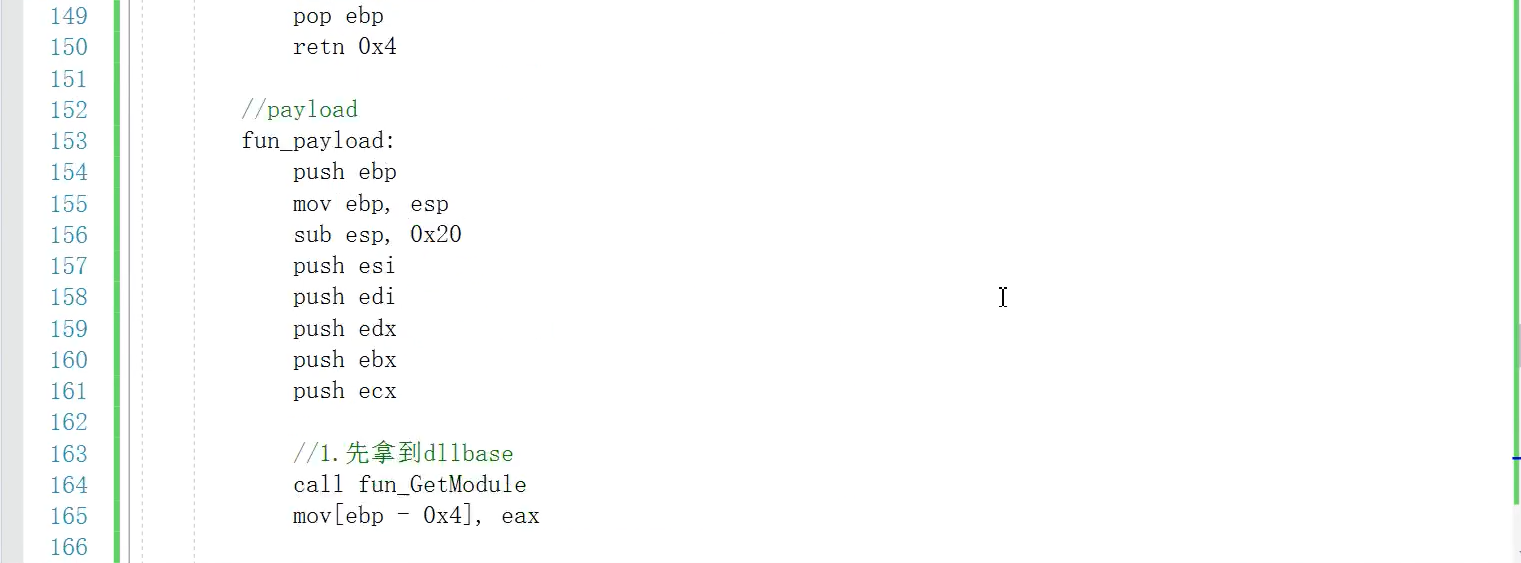 149 pop ebp
150 retn 0x4
151
152 //payload
153 fun_payload:
154 push ebp
155 mov ebp, esp
156 sub esp, 0x20
157 push esi
158 push edi
159 push edx
160 push ebx
161 push ecx
162
163 //1.先拿到dllbase
164 call fun_GetModule
165 mov[ebp - 0x4], eax
166